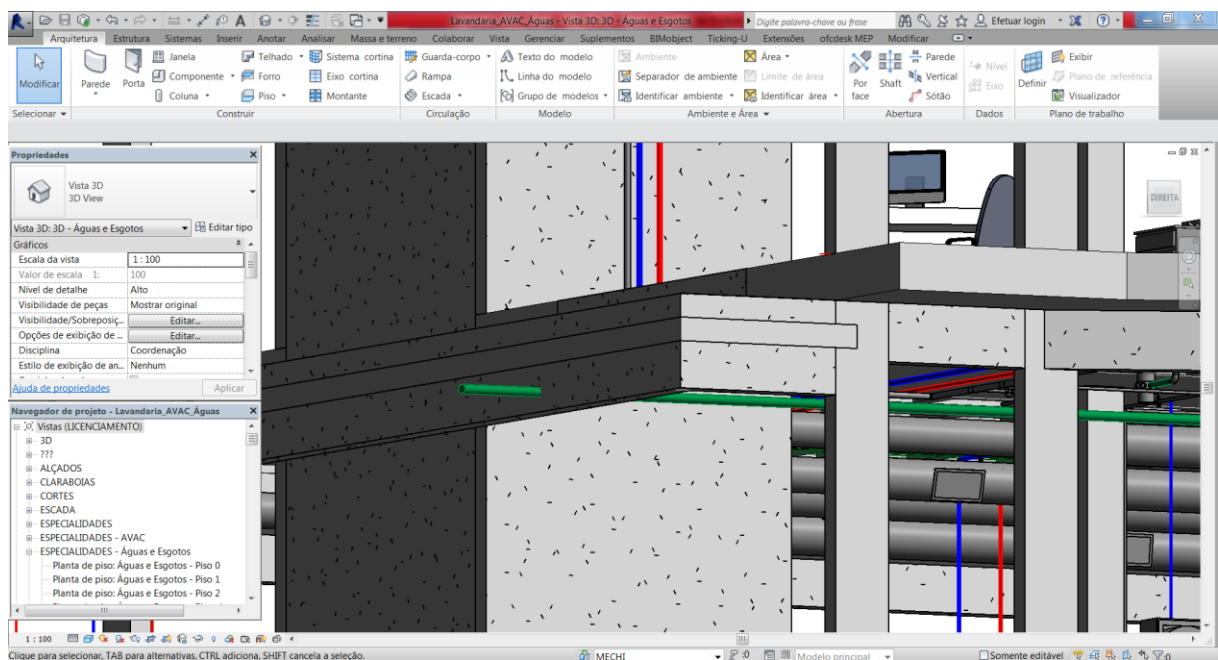 Lavandaria_AVAC_Águas - Vista 3D: 3D - Águas e Esgotos
Digite palavra-chave ou frase
Efetuar login
Arquitetura Estrutura Sistemas Inserir Anotar Analisar Massa e terreno Colaborar Vista Gerenciar Suplementos BIMobject Ticking-U Extensões ofcdesk MEP Modificar
Modificar
Parede
Porta
Janela
Componente
Coluna
Telhado
Forro
Piso
Sistema cortina
Eixo cortina
Montante
Guarda-corpo
Rampa
Escada
Texto do modelo
Linha do modelo
Grupo de modelos
Ambiente
Separador de ambiente
Identificar ambiente
Área
Limite de área
Identificar área
Por face
Shaft
Parede
Vertical
Sótão
Nível
Eixo
Definir
Exibir
Plano de referência
Visualizador
Selecionar Construir Circulação Modelo Ambiente e Área Abertura Dados Plano de trabalho
Propriedades
Vista 3D
3D View
Vista 3D: 3D - Águas e Esgotos
Editar tipo
Gráficos
Escala da vista 1 : 100
Valor de escala 1: 100
Nível de detalhe Alto
Visibilidade de peças Mostrar original
Visibilidade/Sobreposiç... Editar...
Opções de exibição de ... Editar...
Disciplina Coordenação
Estilo de exibição de an... Nenhum
Ajuda de propriedades Aplicar
Navegador de projeto - Lavandaria_AVAC_Águas
Vistas (LICENCIAMENTO)
3D
???
ALÇADOS
CLARABOIAS
CORTES
ESCADA
ESPECIALIDADES
ESPECIALIDADES - AVAC
ESPECIALIDADES - Águas e Esgotos
Planta de piso: Águas e Esgotos - Piso 0
Planta de piso: Águas e Esgotos - Piso 1
Planta de piso: Águas e Esgotos - Piso 2
DIREITA
1 : 100
Clique para selecionar, TAB para alternativas, CTRL adiciona, SHIFT cancela a seleção.
MECHI
:0
Modelo principal
Somente editável
:0